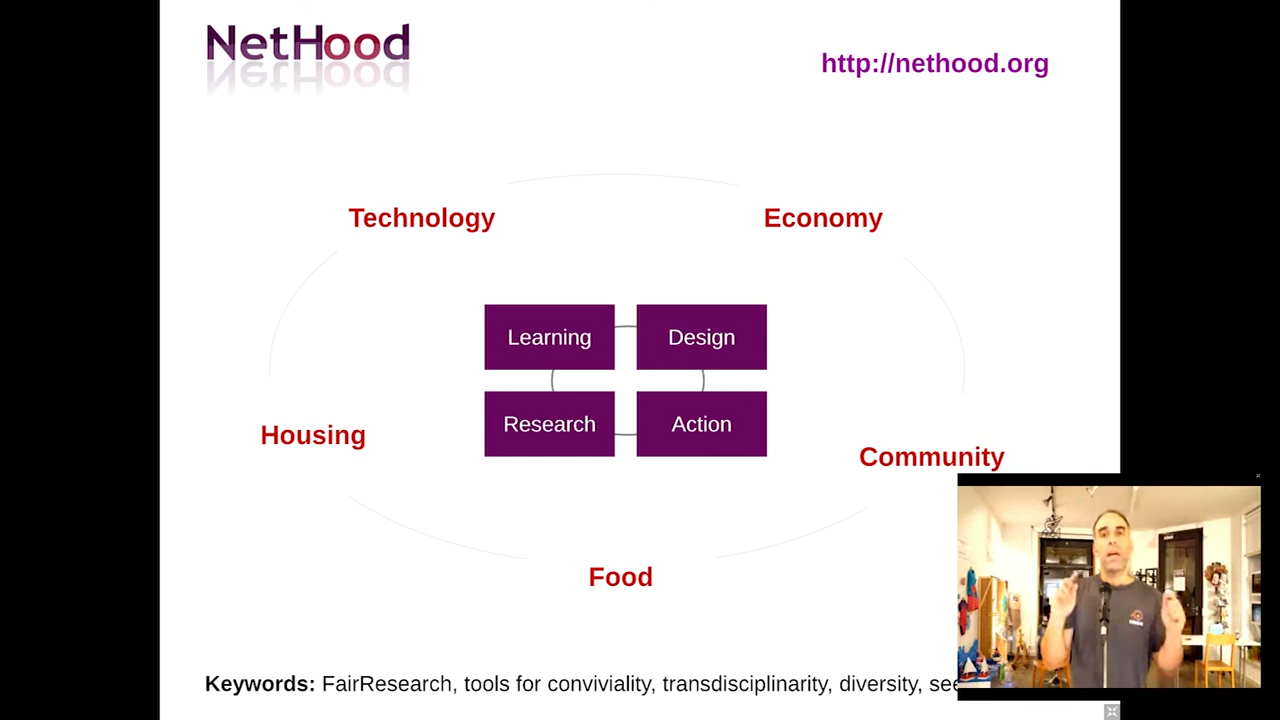 NetHood
http://nethood.org
Technology
Economy
Learning
Design
Research
Action
Housing
Community
Food
Keywords: FairResearch, tools for conviviality, transdisciplinarity, diversity,